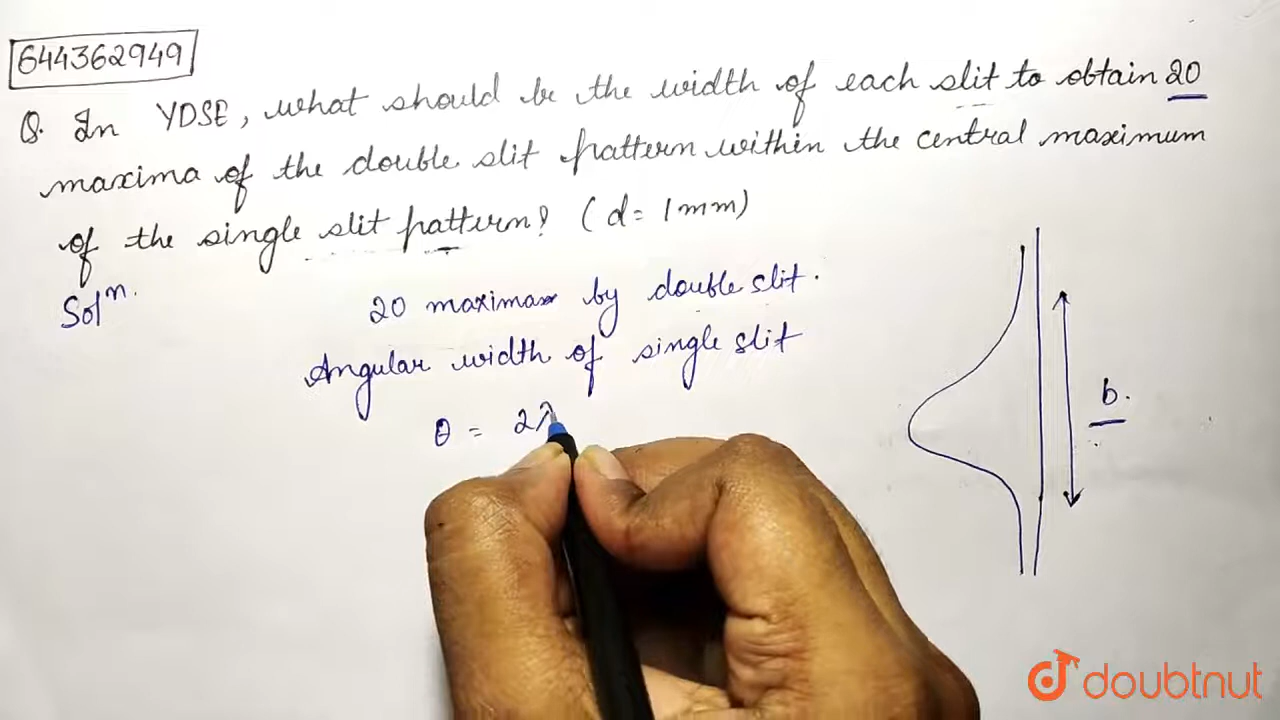 644362949
Q. In YDSE, what should be the width of each slit to obtain 20
maxima of the double slit pattern within the central maximum
of the single slit pattern? (d= 1mm)
Solⁿ. 20 maxima by double slit.
Angular width of single slit
θ = 2λ
b.
doubtnut